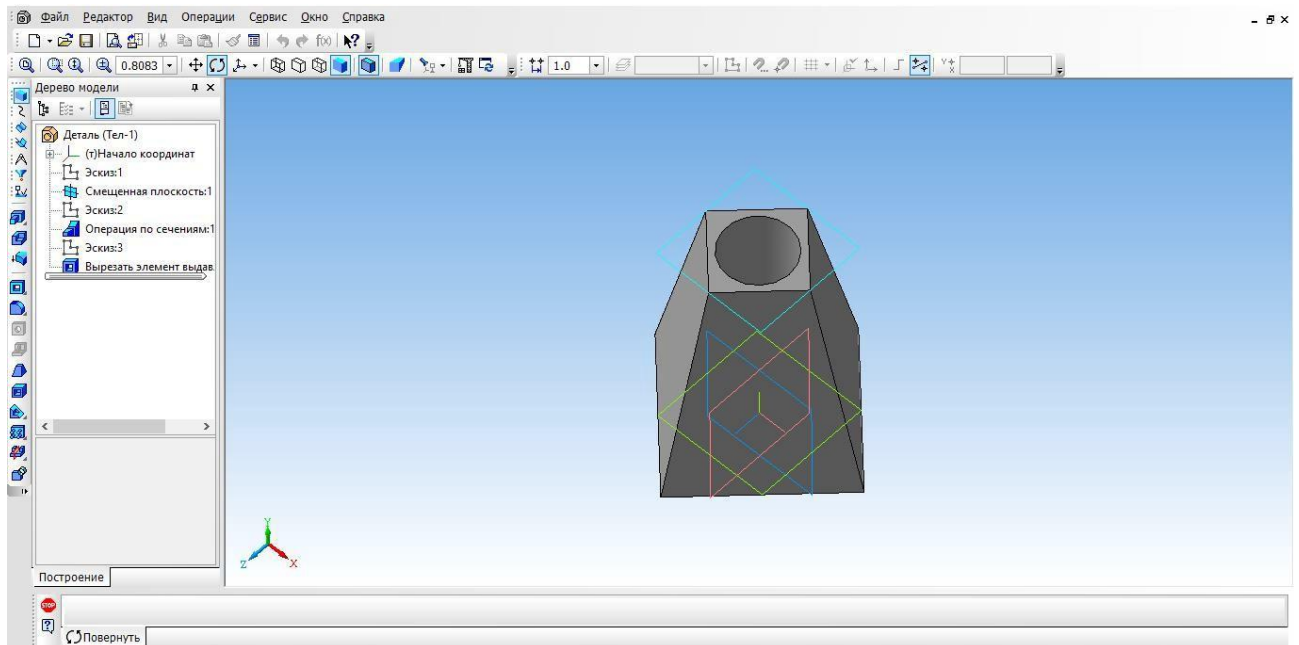 Файл Редактор Вид Операции Сервис Окно Справка
f(x)
0.8083
1.0
Дерево модели
Деталь (Тел-1)
(т)Начало координат
Эскиз:1
Смещенная плоскость:1
Эскиз:2
Операция по сечениям:1
Эскиз:3
Вырезать элемент выдав
Y
Z
X
Построение
STOP
Повернуть